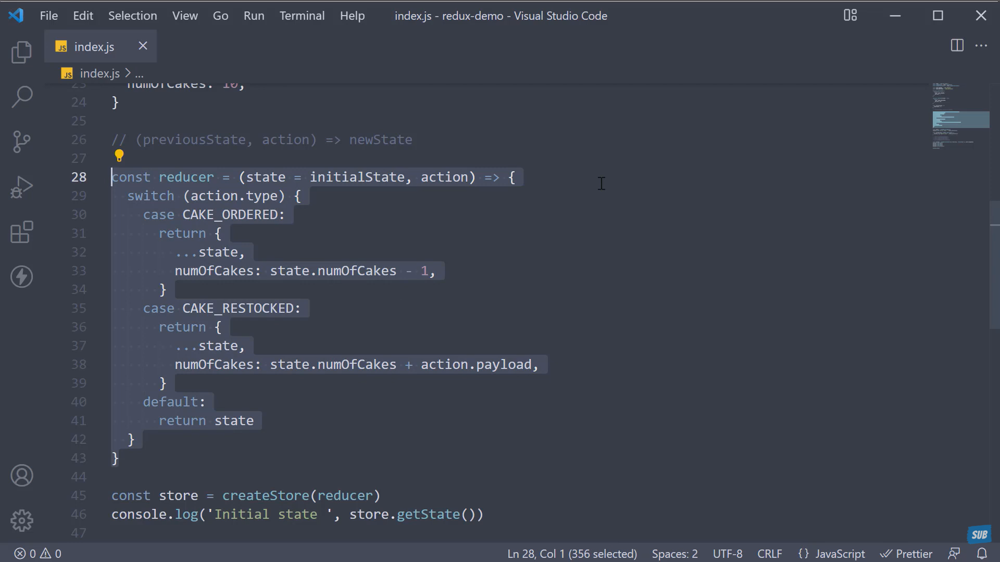 File Edit Selection View Go Run Terminal Help index.js - redux-demo - Visual Studio Code
JS index.js
JS index.js > ...
23 numOfCakes: 10,
24 }
25
26 // (previousState, action) => newState
27
28 const reducer = (state = initialState, action) => {
29 switch (action.type) {
30 case CAKE_ORDERED:
31 return {
32 ...state,
33 numOfCakes: state.numOfCakes - 1,
34 }
35 case CAKE_RESTOCKED:
36 return {
37 ...state,
38 numOfCakes: state.numOfCakes + action.payload,
39 }
40 default:
41 return state
42 }
43 }
44
45 const store = createStore(reducer)
46 console.log('Initial state ', store.getState())
47
SUB
0 0 Ln 28, Col 1 (356 selected) Spaces: 2 UTF-8 CRLF {} JavaScript Prettier